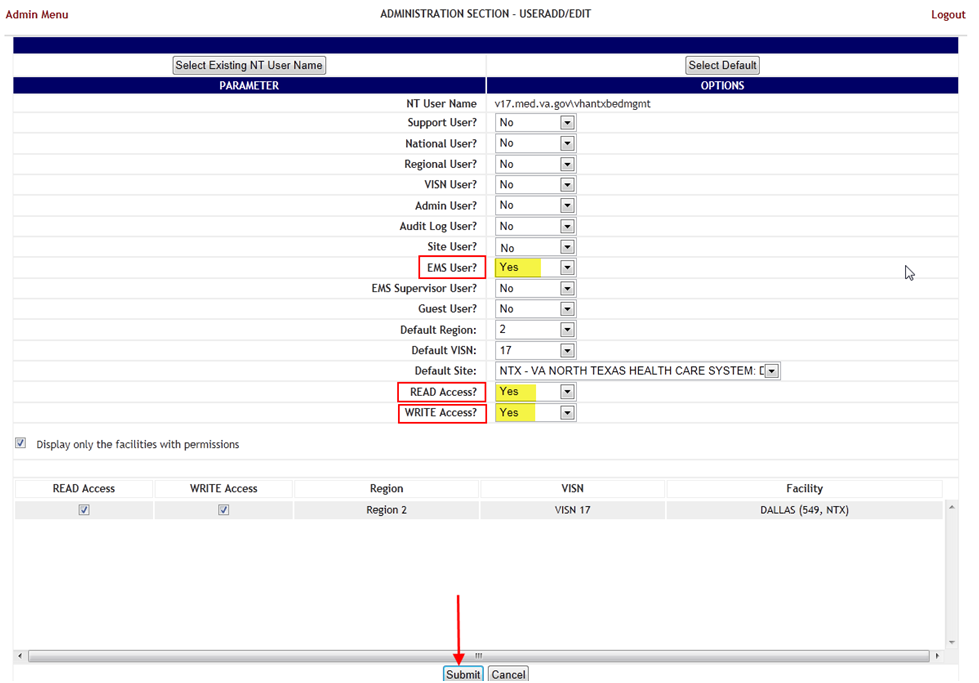 Admin Menu ADMINISTRATION SECTION - USERADD/EDIT Logout
Select Existing NT User Name Select Default
PARAMETER OPTIONS
NT User Name v17.med.va.gov\vhantxbedmgmt
Support User? No
National User? No
Regional User? No
VISN User? No
Admin User? No
Audit Log User? No
Site User? No
EMS User? Yes
EMS Supervisor User? No
Guest User? No
Default Region: 2
Default VISN: 17
Default Site: NTX - VA NORTH TEXAS HEALTH CARE SYSTEM:
READ Access? Yes
WRITE Access? Yes
Display only the facilities with permissions
READ Access WRITE Access Region VISN Facility
Region 2 VISN 17 DALLAS (549, NTX)
Submit Cancel